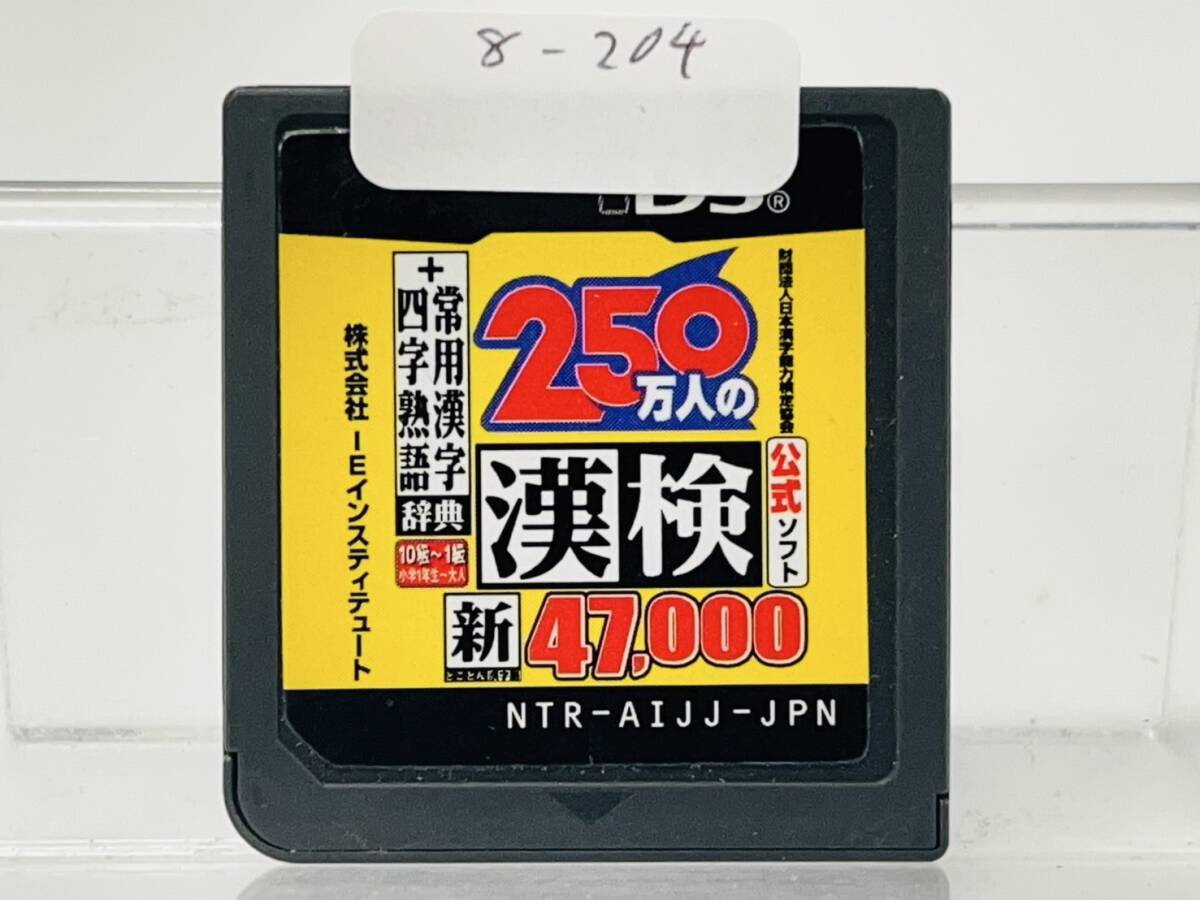 8-204
DS®
財団法人日本漢字能力検定協会
公式ソフト
250
万人の
漢検
+常用漢字
四字熟語
辞典
10級～1級
小学1年生～大人
新
47,000
株式会社 IEインスティテュート
NTR-AIJJ-JPN